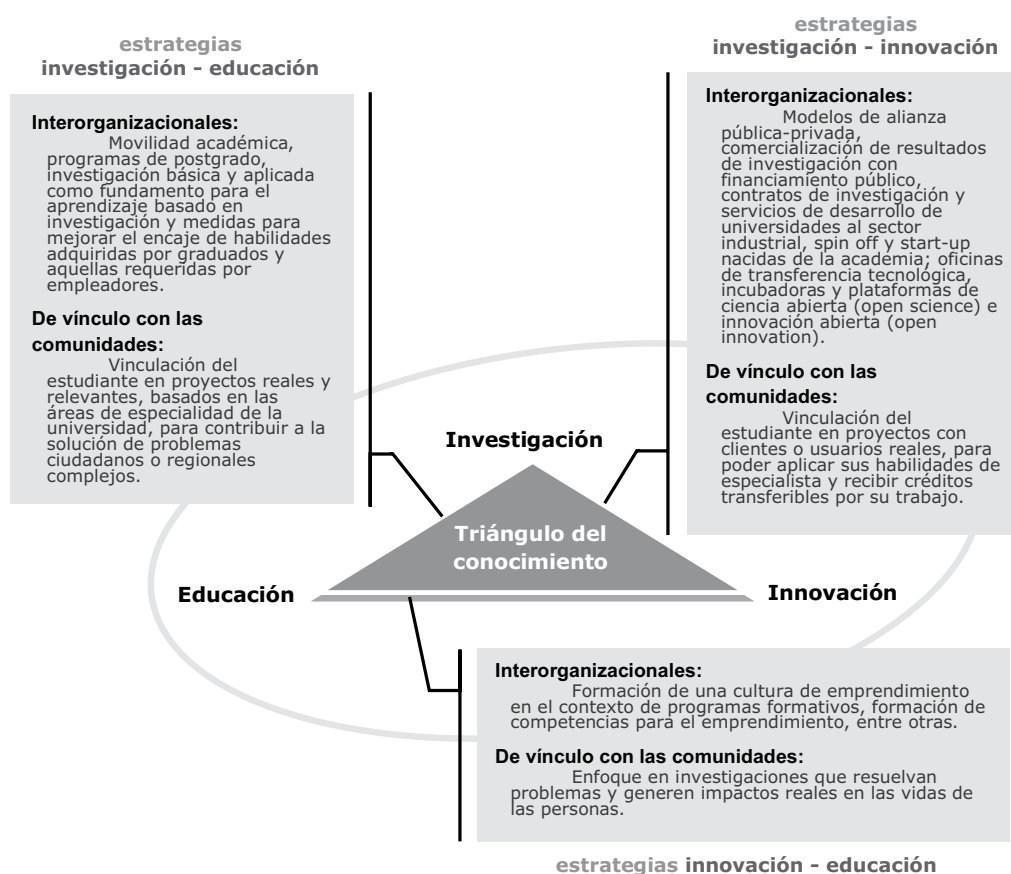 estrategias
investigación - educación
Interorganizacionales:
Movilidad académica,
programas de postgrado,
investigación básica y aplicada
como fundamento para el
aprendizaje basado en
investigación y medidas para
mejorar el encaje de habilidades
adquiridas por graduados y
aquellas requeridas por
empleadores.
De vínculo con las
comunidades:
Vinculación del
estudiante en proyectos reales y
relevantes, basados en las
áreas de especialidad de la
universidad, para contribuir a la
solución de problemas
ciudadanos o regionales
complejos.
estrategias
investigación - innovación
Interorganizacionales:
Modelos de alianza
pública-privada,
comercialización de resultados
de investigación con
financiamiento público,
contratos de investigación y
servicios de desarrollo de
universidades al sector
industrial, spin off y start-up
nacidas de la academia; oficinas
de transferencia tecnológica,
incubadoras y plataformas de
ciencia abierta (open science) e
innovación abierta (open
innovation).
De vínculo con las
comunidades:
Vinculación del
estudiante en proyectos con
clientes o usuarios reales, para
poder aplicar sus habilidades de
especialista y recibir créditos
transferibles por su trabajo.
Investigación
Triángulo del
conocimiento
Educación
Innovación
Interorganizacionales:
Formación de una cultura de emprendimiento
en el contexto de programas formativos, formación de
competencias para el emprendimiento, entre otras.
De vínculo con las comunidades:
Enfoque en investigaciones que resuelvan
problemas y generen impactos reales en las vidas de
las personas.
estrategias innovación - educación